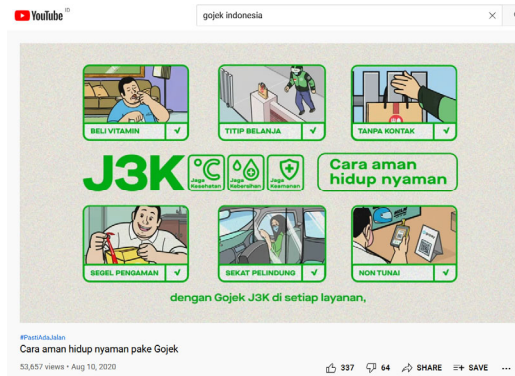 YouTube ID
gojek indonesia
BELI VITAMIN
TITIP BELANJA
TANPA KONTAK
J3K
°C
Jaga Kesehatan
Jaga Kebersihan
Jaga Keamanan
Cara aman
hidup nyaman
SEGEL PENGAMAN
SEKAT PELINDUNG
NON TUNAI
dengan Gojek J3K di setiap layanan,
#PastiAdaJalan
Cara aman hidup nyaman pake Gojek
53,657 views • Aug 10, 2020
337
64
SHARE
SAVE